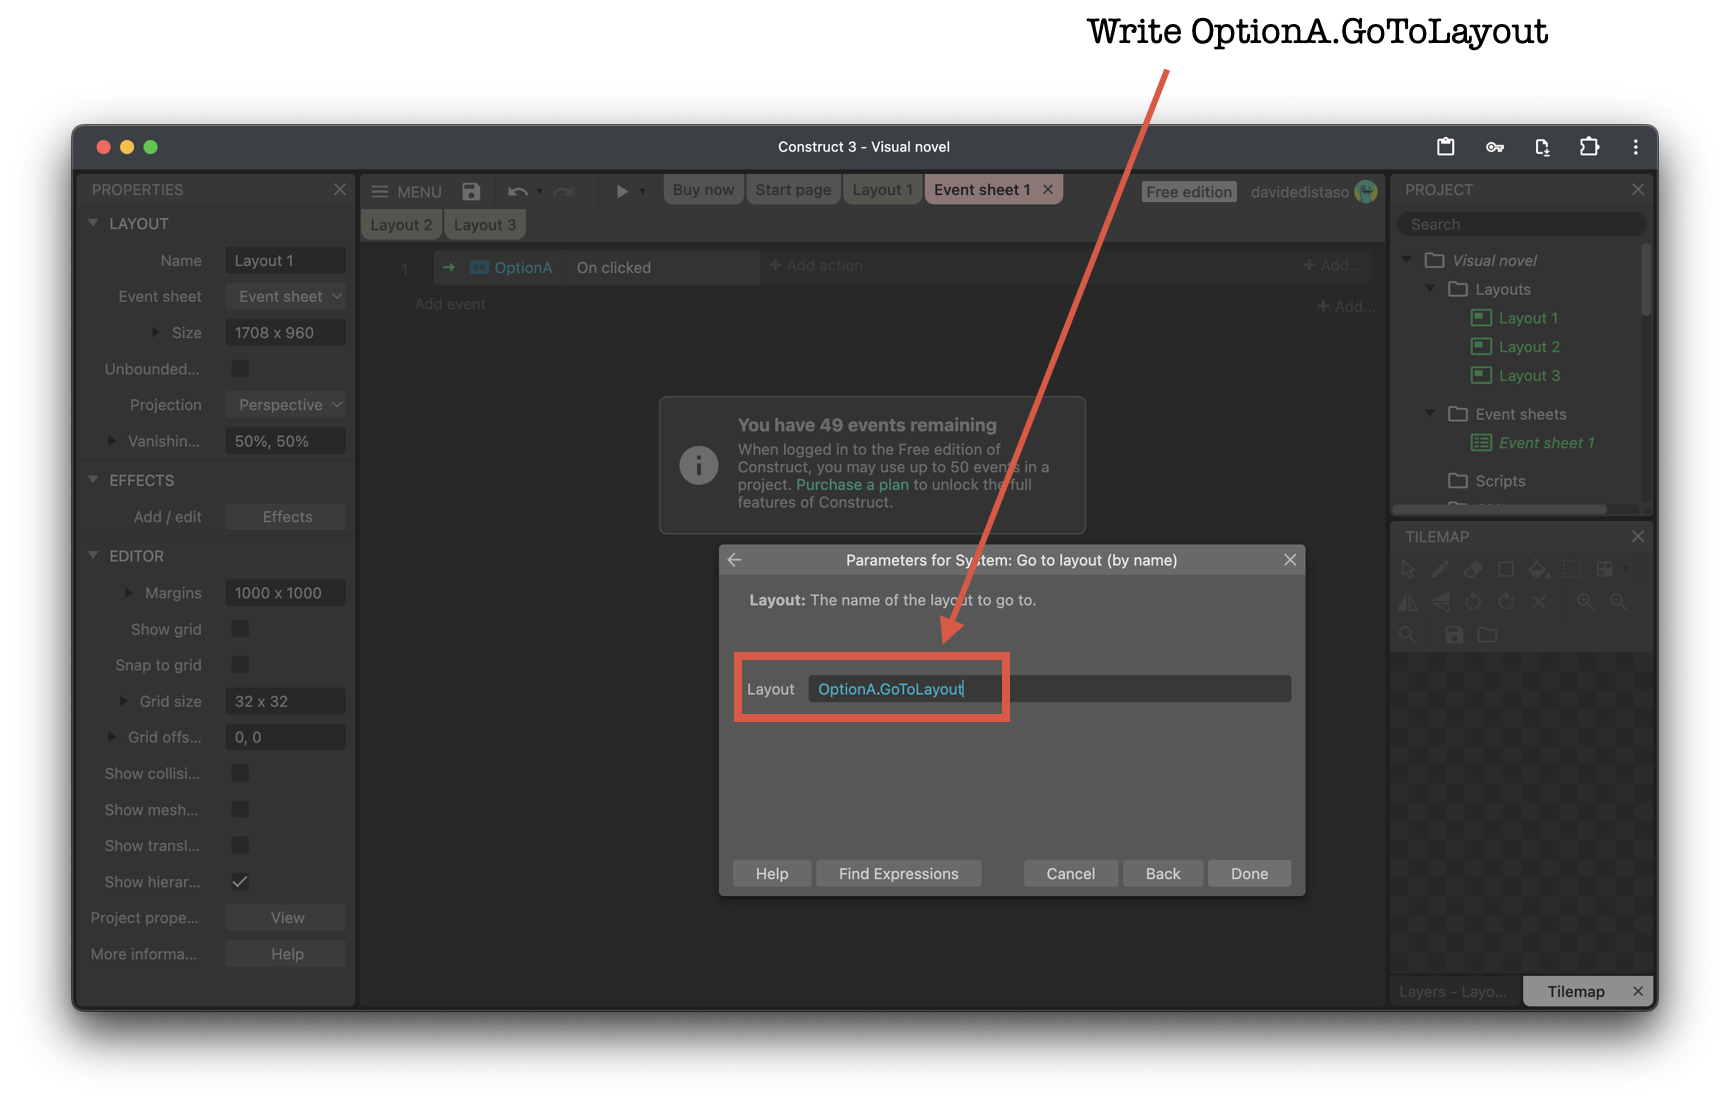 Write OptionA.GoToLayout
Construct 3 - Visual novel
PROPERTIES
LAYOUT
Name Layout 1
Event sheet Event sheet
Size 1708 x 960
Unbounded...
Projection Perspective
Vanishin... 50%, 50%
EFFECTS
Add / edit Effects
EDITOR
Margins 1000 x 1000
Show grid
Snap to grid
Grid size 32 x 32
Grid offs... 0, 0
Show collisi...
Show mesh...
Show transl...
Show hierar...
Project prope... View
More informa... Help
MENU
Buy now Start page Layout 1 Event sheet 1
Free edition davidedistaso
Layout 2 Layout 3
1 OK OptionA On clicked + Add action + Add...
Add event + Add...
You have 49 events remaining
When logged in to the Free edition of
Construct, you may use up to 50 events in a
project. Purchase a plan to unlock the full
features of Construct.
Parameters for System: Go to layout (by name)
Layout: The name of the layout to go to.
Layout OptionA.GoToLayout
Help Find Expressions Cancel Back Done
PROJECT
Search
Visual novel
Layouts
Layout 1
Layout 2
Layout 3
Event sheets
Event sheet 1
Scripts
TILEMAP
Layers - Layo... Tilemap